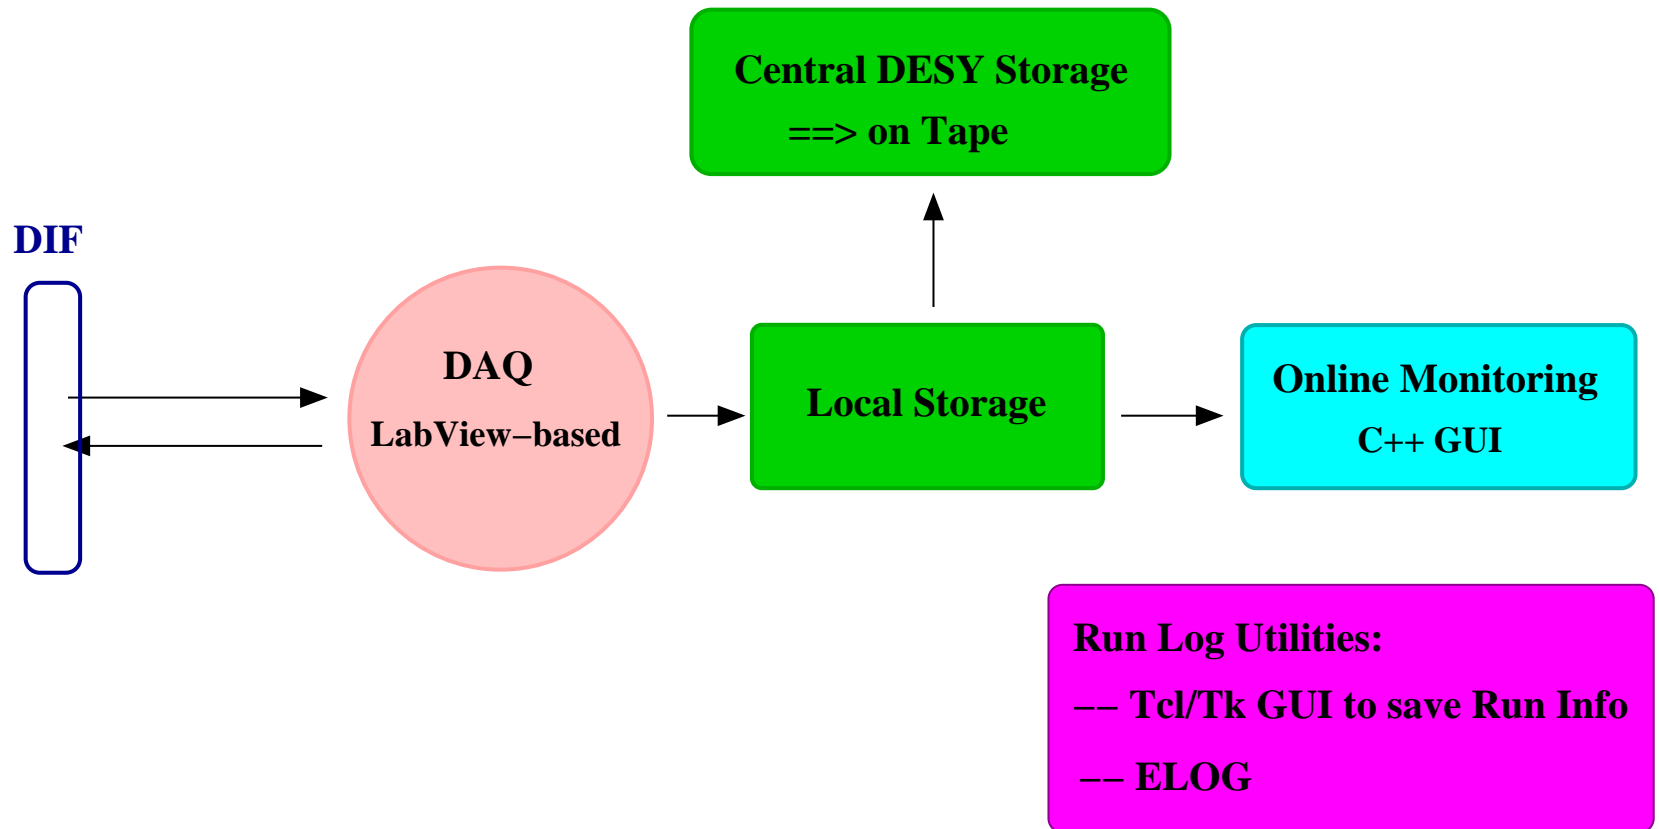 Central DESY Storage
==> on Tape
DIF
DAQ
LabView−based
Local Storage
Online Monitoring
C++ GUI
Run Log Utilities:
−− Tcl/Tk GUI to save Run Info
−− ELOG